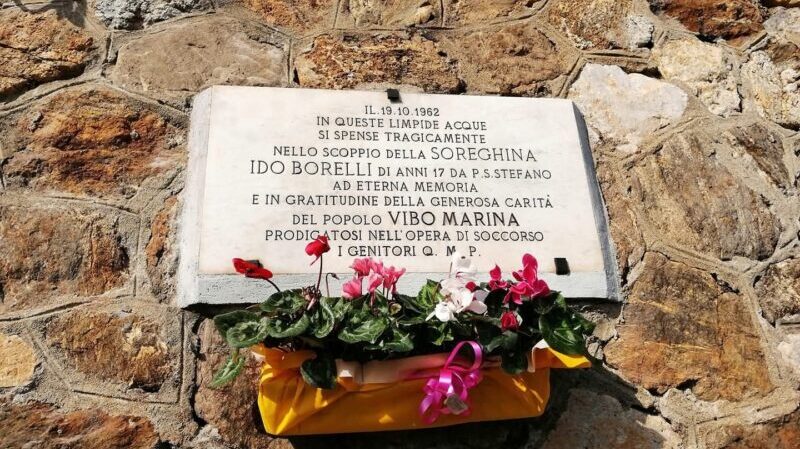 IL 19.10.1962
IN QUESTE LIMPIDE ACQUE
SI SPENSE TRAGICAMENTE
NELLO SCOPPIO DELLA SOREGHINA
IDO BORELLI DI ANNI 17 DA P.S.STEFANO
AD ETERNA MEMORIA
E IN GRATITUDINE DELLA GENEROSA CARITÀ
DEL POPOLO VIBO MARINA
PRODIGATOSI NELL'OPERA DI SOCCORSO
I GENITORI Q. M. P.